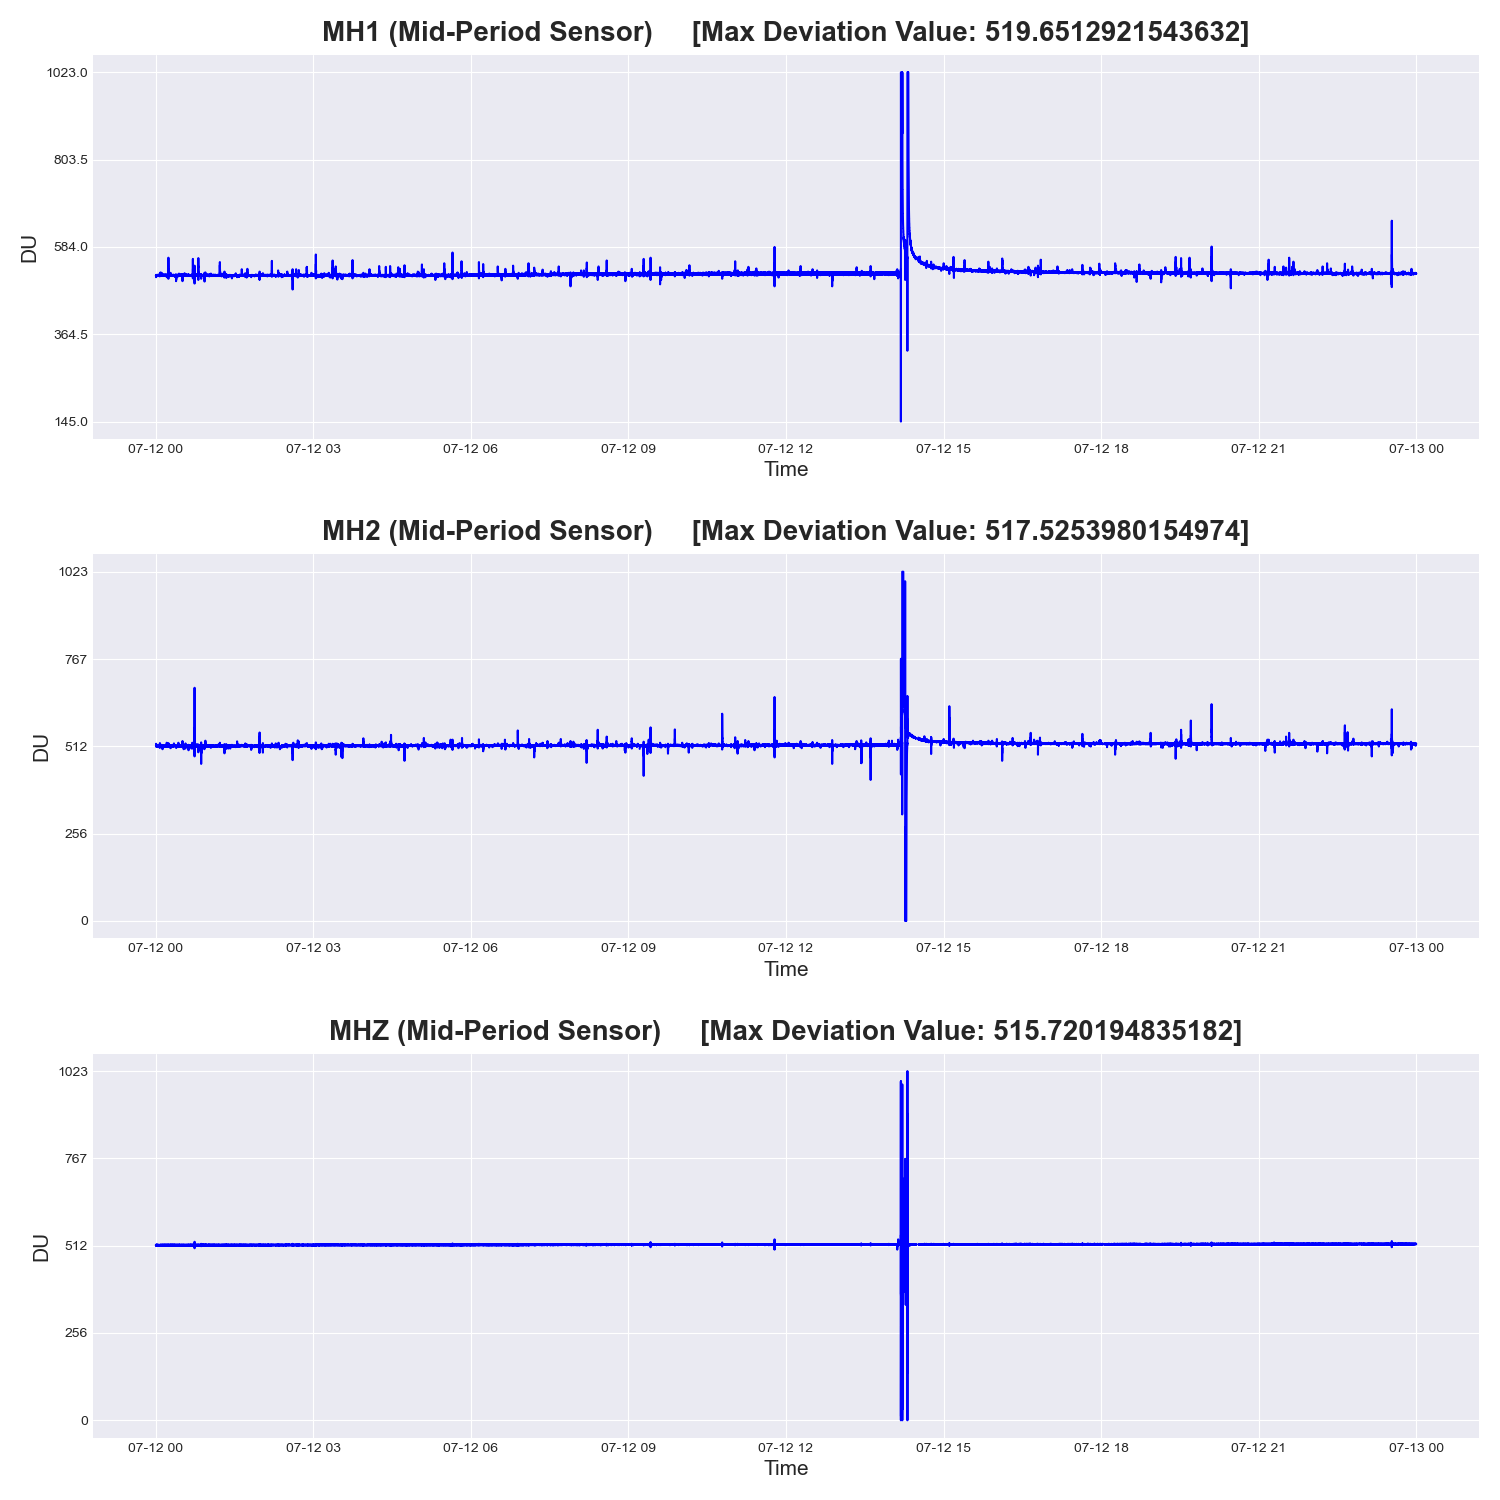 MH1 (Mid-Period Sensor) [Max Deviation Value: 519.6512921543632]
1023.0
803.5
584.0
364.5
145.0
DU
07-12 00 07-12 03 07-12 06 07-12 09 07-12 12 07-12 15 07-12 18 07-12 21 07-13 00
Time
MH2 (Mid-Period Sensor) [Max Deviation Value: 517.5253980154974]
1023
767
512
256
0
DU
07-12 00 07-12 03 07-12 06 07-12 09 07-12 12 07-12 15 07-12 18 07-12 21 07-13 00
Time
MHZ (Mid-Period Sensor) [Max Deviation Value: 515.720194835182]
1023
767
512
256
0
DU
07-12 00 07-12 03 07-12 06 07-12 09 07-12 12 07-12 15 07-12 18 07-12 21 07-13 00
Time